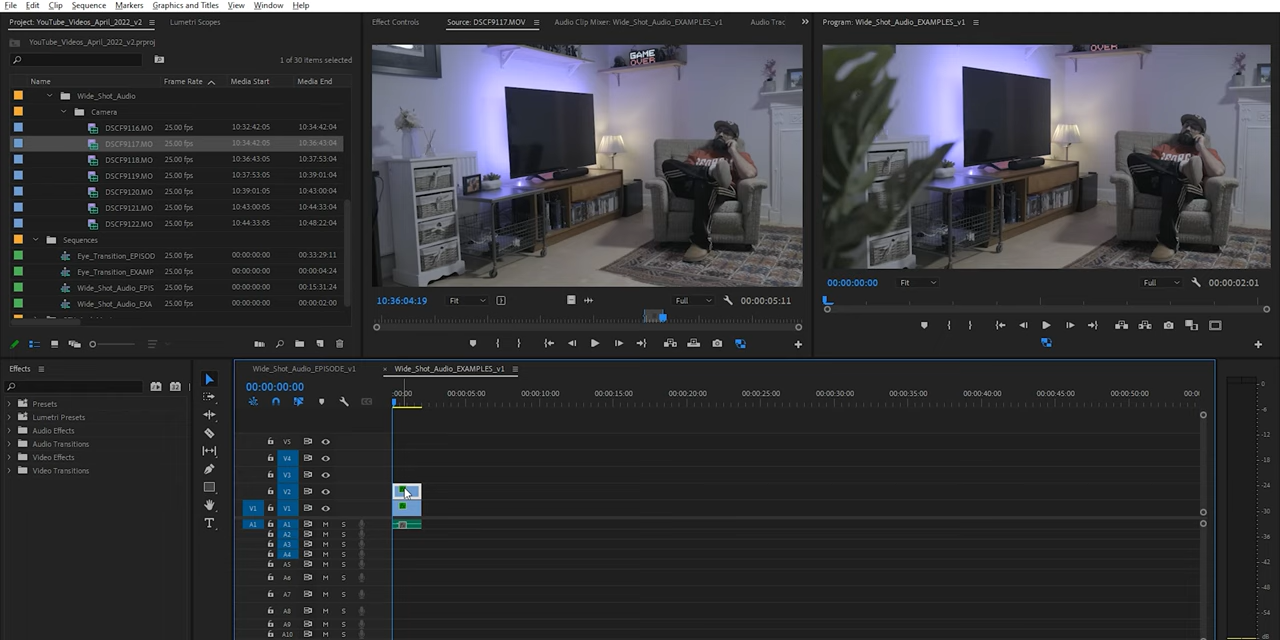 File Edit Clip Sequence Markers Graphics and Titles View Window Help
Project: YouTube_Videos_April_2022_v2
Lumetri Scopes
YouTube_Videos_April_2022_v2.prproj
1 of 30 items selected
Name Frame Rate Media Start Media End
Wide_Shot_Audio
Camera
DSCF9116.MO 25.00 fps 10:32:42:05 10:34:42:04
DSCF9117.MO 25.00 fps 10:34:42:05 10:36:43:04
DSCF9118.MO 25.00 fps 10:36:43:05 10:37:53:04
DSCF9119.MO 25.00 fps 10:37:53:05 10:39:01:04
DSCF9120.MO 25.00 fps 10:39:01:05 10:43:00:04
DSCF9121.MO 25.00 fps 10:43:00:05 10:44:33:04
DSCF9122.MO 25.00 fps 10:44:33:05 10:48:22:04
Sequences
Eye_Transition_EPISOD 25.00 fps 00:00:00:00 00:33:29:11
Eye_Transition_EXAMP 25.00 fps 00:00:00:00 00:00:04:24
Wide_Shot_Audio_EPIS 25.00 fps 00:00:00:00 00:15:31:24
Wide_Shot_Audio_EXA 25.00 fps 00:00:00:00 00:00:02:00
Effect Controls Source: DSCF9117.MOV Audio Clip Mixer: Wide_Shot_Audio_EXAMPLES_v1 Audio Trac
GAME
OVER
10:36:04:19 Fit Full 00:00:05:11
Program: Wide_Shot_Audio_EXAMPLES_v1
OVER
00:00:00:00 Fit Full 00:00:02:01
Effects
Presets
Lumetri Presets
Audio Effects
Audio Transitions
Video Effects
Video Transitions
T
Wide_Shot_Audio_EPISODE_v1 × Wide_Shot_Audio_EXAMPLES_v1
00:00:00:00
:00:00 00:00:05:00 00:00:10:00 00:00:15:00 00:00:20:00 00:00:25:00 00:00:30:00 00:00:35:00 00:00:40:00 00:00:45:00 00:00:50:00 00:0
V5
V4
V3
V2
V1 V1
A1 A1 M S
A2 M S
A3 M S
A4 M S
A5 M S
A6 M S
A7 M S
A8 M S
A9 M S
A10 M S
0
-6
-12
-18
-24
-30
-36
-42
-48
-54
dB